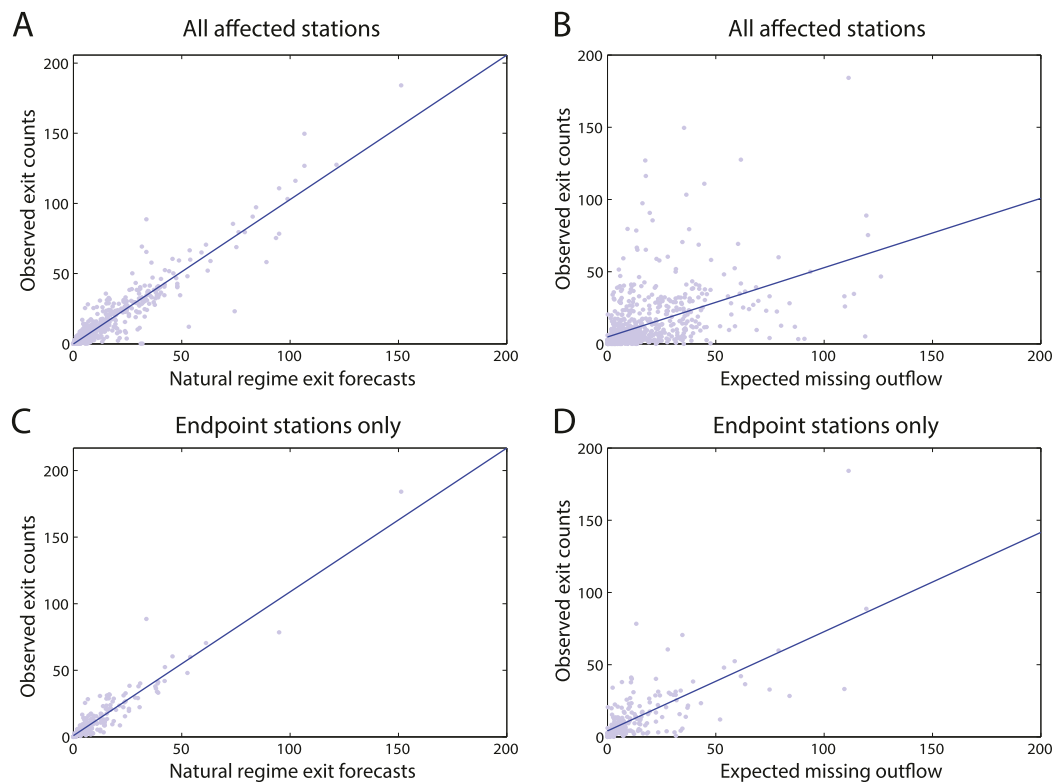 A
All affected stations
Observed exit counts
200
150
100
50
0
0
50
100
150
200
Natural regime exit forecasts
B
All affected stations
Observed exit counts
200
150
100
50
0
0
50
100
150
200
Expected missing outflow
C
Endpoint stations only
Observed exit counts
200
150
100
50
0
0
50
100
150
200
Natural regime exit forecasts
D
Endpoint stations only
Observed exit counts
200
150
100
50
0
0
50
100
150
200
Expected missing outflow